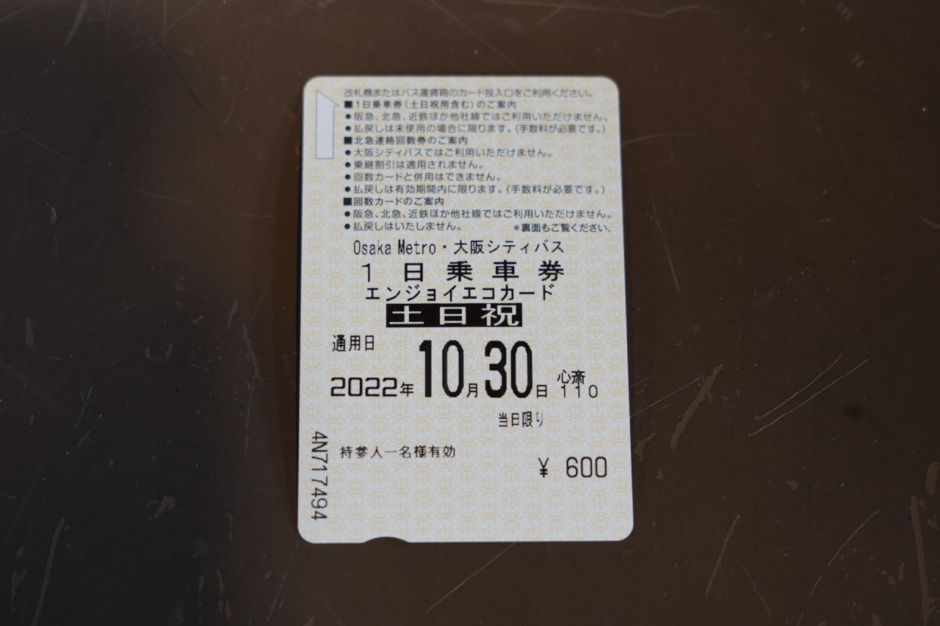 改札機またはバス運賃箱のカード投入口をご利用ください。
■1日乗車券(土日祝用含む)のご案内
●阪急、北急、近鉄ほか他社線ではご利用いただけません。
●払戻しは未使用の場合に限ります。(手数料が必要です。)
■北急連絡回数券のご案内
●大阪シティバスではご利用いただけません。
●乗継割引は適用されません。
●回数カードと併用はできません。
●払戻しは有効期間内に限ります。(手数料が必要です。)
■回数カードのご案内
●阪急、北急、近鉄ほか他社線ではご利用いただけません。
●払戻しはいたしません。 *裏面もご覧ください。
Osaka Metro・大阪シティバス
1日乗車券
エンジョイエコカード
土日祝
通用日
2022年10月30日 心斎110
当日限り
持参人一名様有効
¥600
4N717494